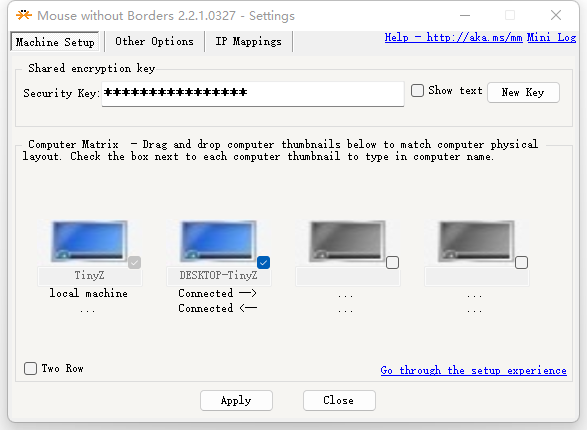 Mouse without Borders 2.2.1.0327 - Settings
Machine Setup Other Options IP Mappings Help - http://aka.ms/mm Mini Log
Shared encryption key
Security Key: **************** Show text New Key
Computer Matrix - Drag and drop computer thumbnails below to match computer physical
layout. Check the box next to each computer thumbnail to type in computer name.
TinyZ DESKTOP-TinyZ
local machine Connected —> ... ...
... Connected <— ... ...
Two Row Go through the setup experience
Apply Close